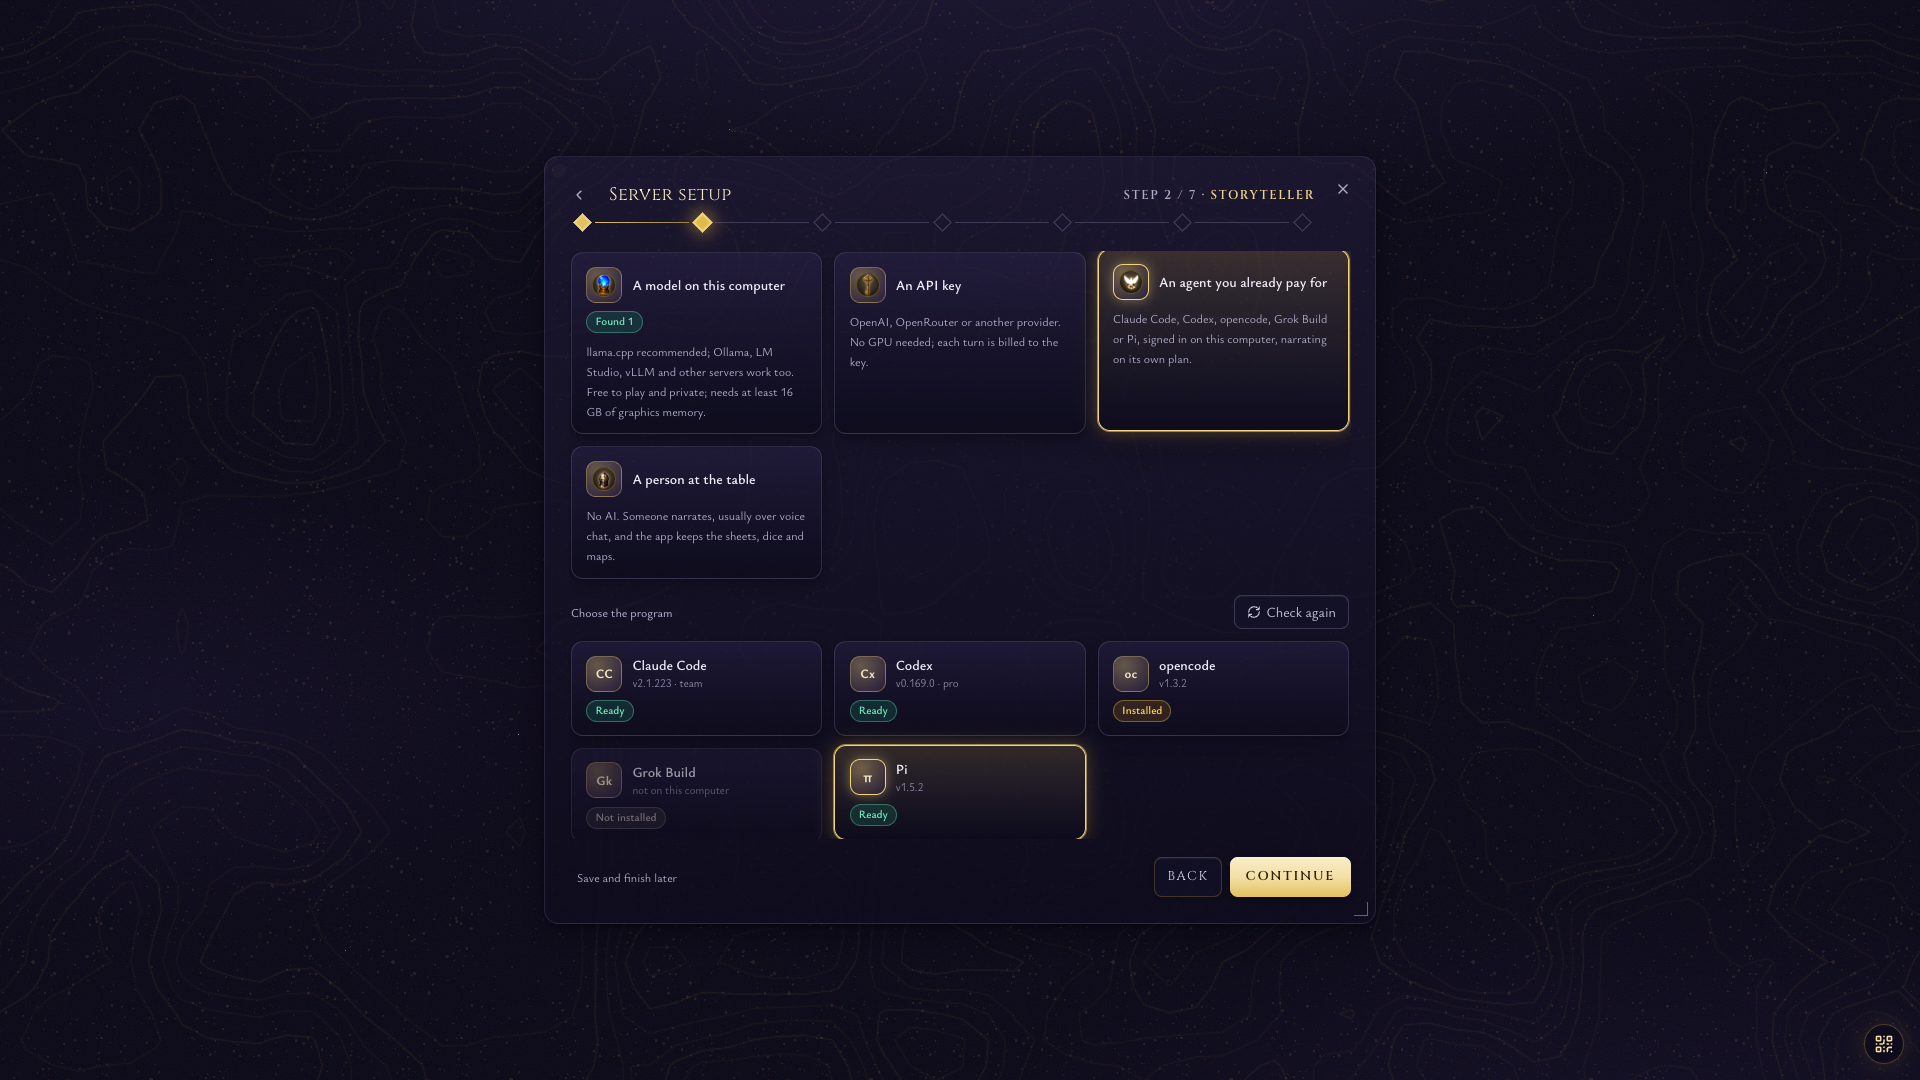 Server setup
STEP 2 / 7 · STORYTELLER
A model on this computer
Found 1
llama.cpp recommended; Ollama, LM
Studio, vLLM and other servers work too.
Free to play and private; needs at least 16
GB of graphics memory.
An API key
OpenAI, OpenRouter or another provider.
No GPU needed; each turn is billed to the
key.
An agent you already pay for
Claude Code, Codex, opencode, Grok Build
or Pi, signed in on this computer, narrating
on its own plan.
A person at the table
No AI. Someone narrates, usually over voice
chat, and the app keeps the sheets, dice and
maps.
Choose the program
Check again
CC
Claude Code
v2.1.223 · team
Ready
Cx
Codex
v0.169.0 · pro
Ready
oc
opencode
v1.3.2
Installed
Gk
Grok Build
not on this computer
Not installed
π
Pi
v1.5.2
Ready
Save and finish later
BACK
CONTINUE